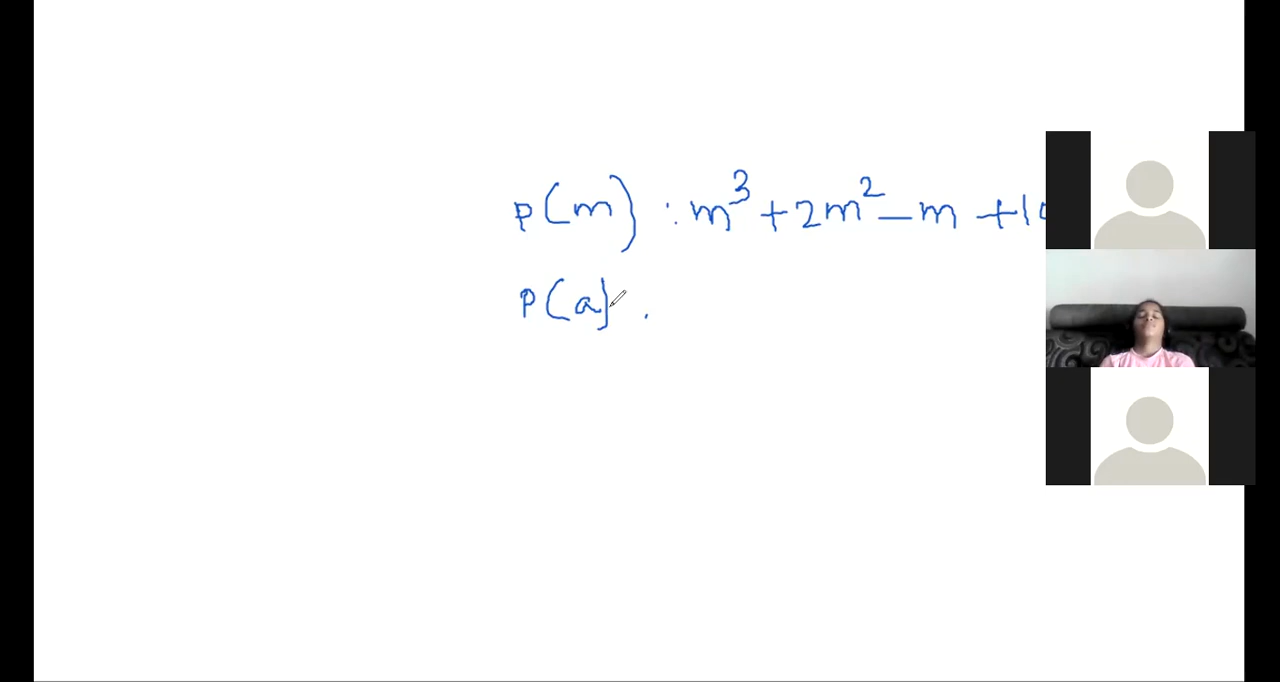 p(m) : m³ + 2m² - m + 1
p(a) .